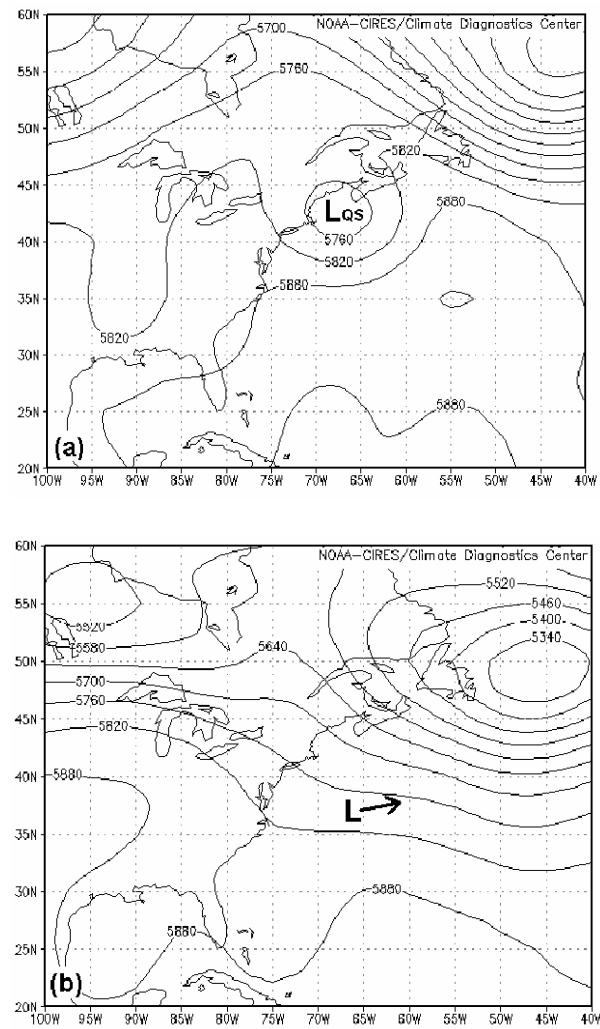 NOAA-CIRES/Climate Diagnostics Center
60N
5700
55N
5760
50N
5820
45N
5880
LQS
40N
5760
5820
35N
5880
5820
30N
25N
5880
20N
(a)
100W 95W 90W 85W 80W 75W 70W 65W 60W 55W 50W 45W 40W
NOAA-CIRES/Climate Diagnostics Center
60N
5520
55N
5460
5400
5520
5340
5580
5640
50N
5700
5760
45N
5820
5880
40N
L
35N
30N
5880
25N
5880
20N
(b)
100W 95W 90W 85W 80W 75W 70W 65W 60W 55W 50W 45W 40W